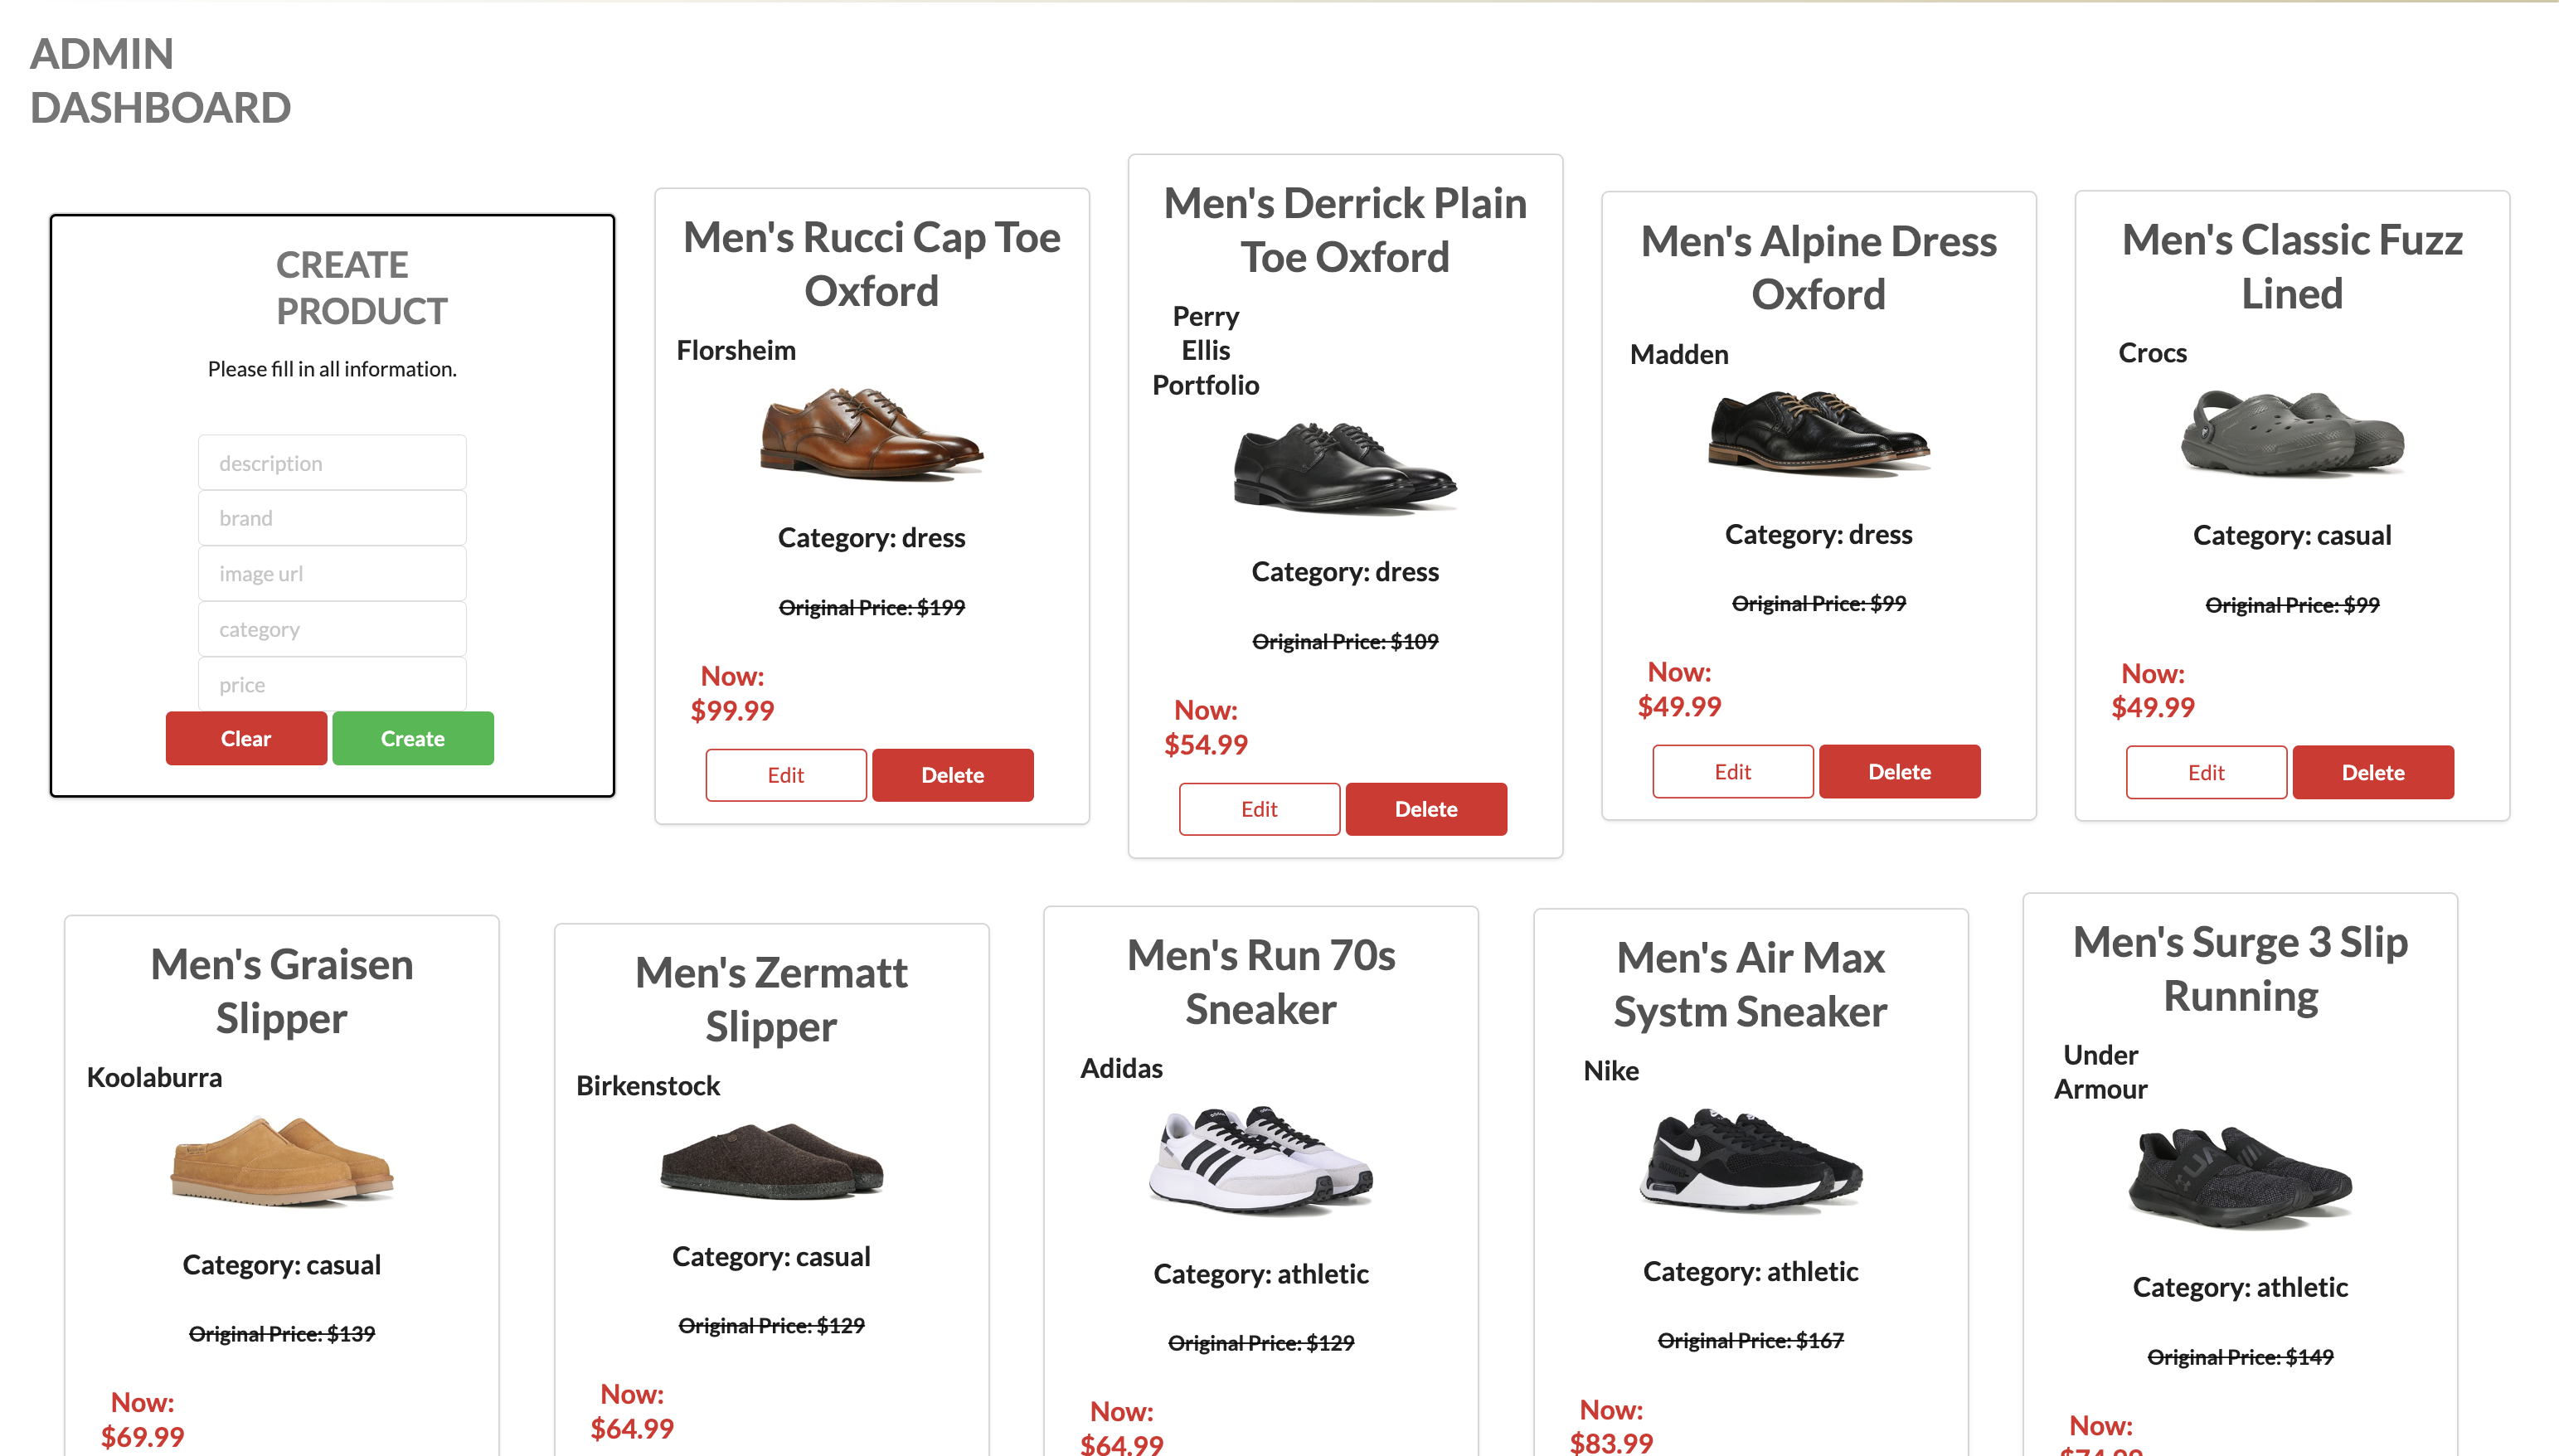 ADMIN
DASHBOARD
CREATE
PRODUCT
Please fill in all information.
description
brand
image url
category
price
Clear
Create
Men's Rucci Cap Toe
Oxford
Florsheim
Category: dress
Original Price: $199
Now:
$99.99
Edit
Delete
Men's Derrick Plain
Toe Oxford
Perry
Ellis
Portfolio
Category: dress
Original Price: $109
Now:
$54.99
Edit
Delete
Men's Alpine Dress
Oxford
Madden
Category: dress
Original Price: $99
Now:
$49.99
Edit
Delete
Men's Classic Fuzz
Lined
Crocs
Category: casual
Original Price: $99
Now:
$49.99
Edit
Delete
Men's Graisen
Slipper
Koolaburra
Category: casual
Original Price: $139
Now:
$69.99
Men's Zermatt
Slipper
Birkenstock
Category: casual
Original Price: $129
Now:
$64.99
Men's Run 70s
Sneaker
Adidas
Category: athletic
Original Price: $129
Now:
$64.99
Men's Air Max
Systm Sneaker
Nike
Category: athletic
Original Price: $167
Now:
$83.99
Men's Surge 3 Slip
Running
Under
Armour
Category: athletic
Original Price: $149
Now:
$74.99